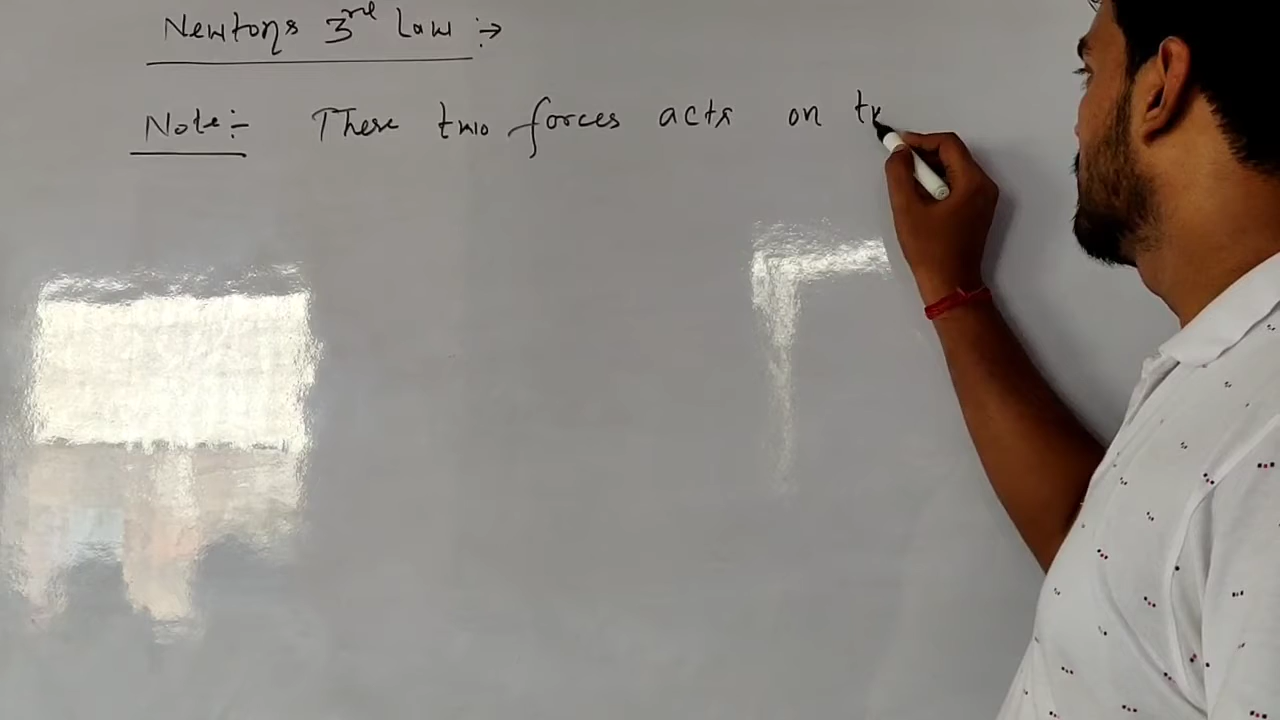 Newtons 3rd Law :→
Note:- These two forces acts on